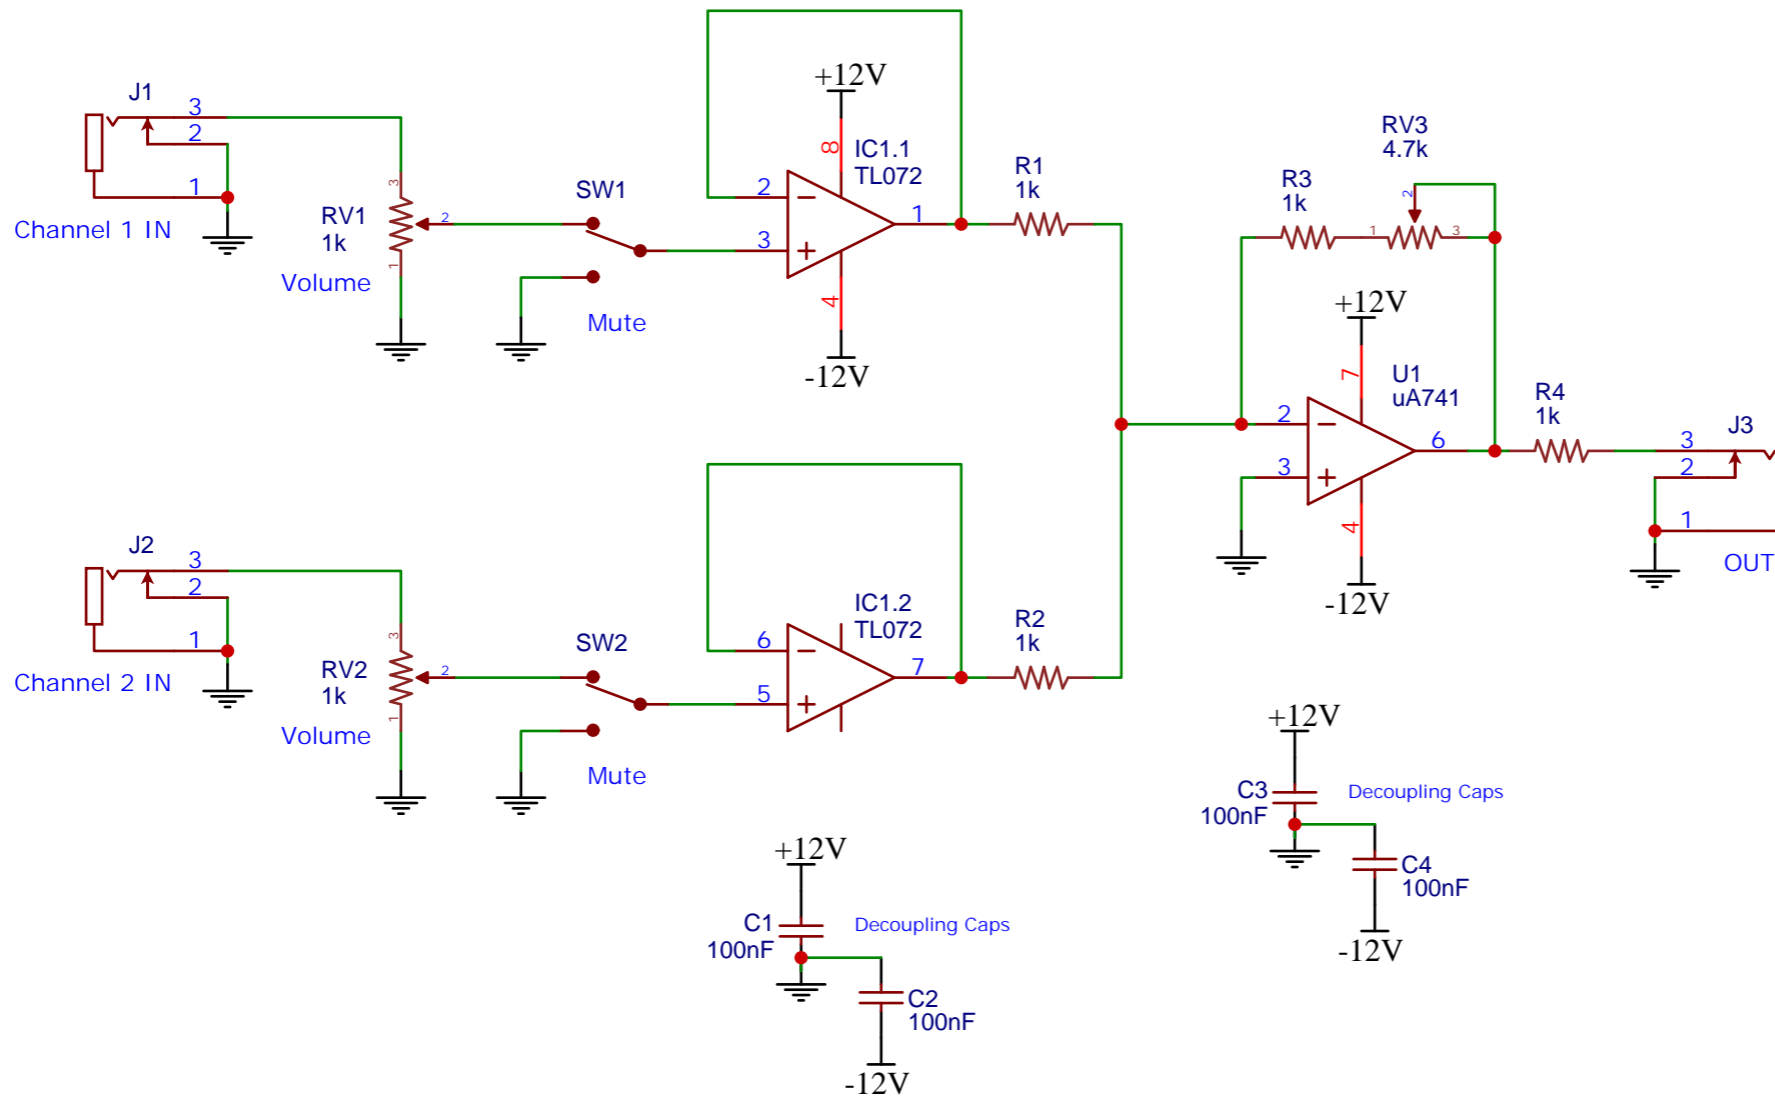 +12V
J1
3
2
1
Channel 1 IN
3
RV1
1k
2
1
Volume
SW1
Mute
8
IC1.1
TL072
2
3
1
4
-12V
R1
1k
RV3
4.7k
R3
1k
2
1
3
+12V
7
U1
uA741
2
3
6
4
-12V
R4
1k
J3
3
2
1
OUT
J2
3
2
1
Channel 2 IN
3
RV2
1k
2
1
Volume
SW2
Mute
IC1.2
TL072
6
5
7
R2
1k
+12V
C3
100nF
Decoupling Caps
C4
100nF
-12V
+12V
C1
100nF
Decoupling Caps
C2
100nF
-12V